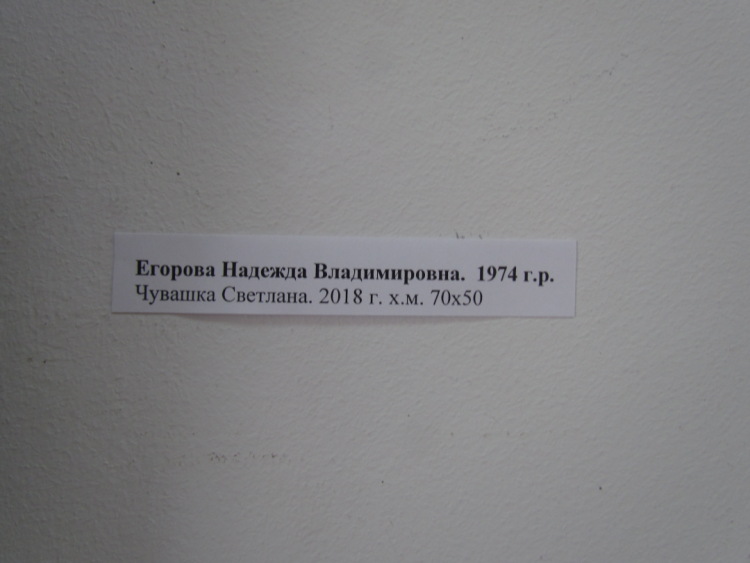 Егорова Надежда Владимировна. 1974 г.р.
Чувашка Светлана. 2018 г. х.м. 70х50